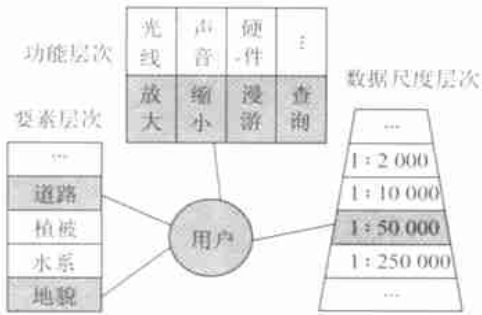 功能层次
光线 声音 硬件 ⋮
放大 缩小 漫游 查询
要素层次
...
道路
植被
水系
地貌
用户
数据尺度层次
...
1:2 000
1:10 000
1:50 000
1:250 000
...